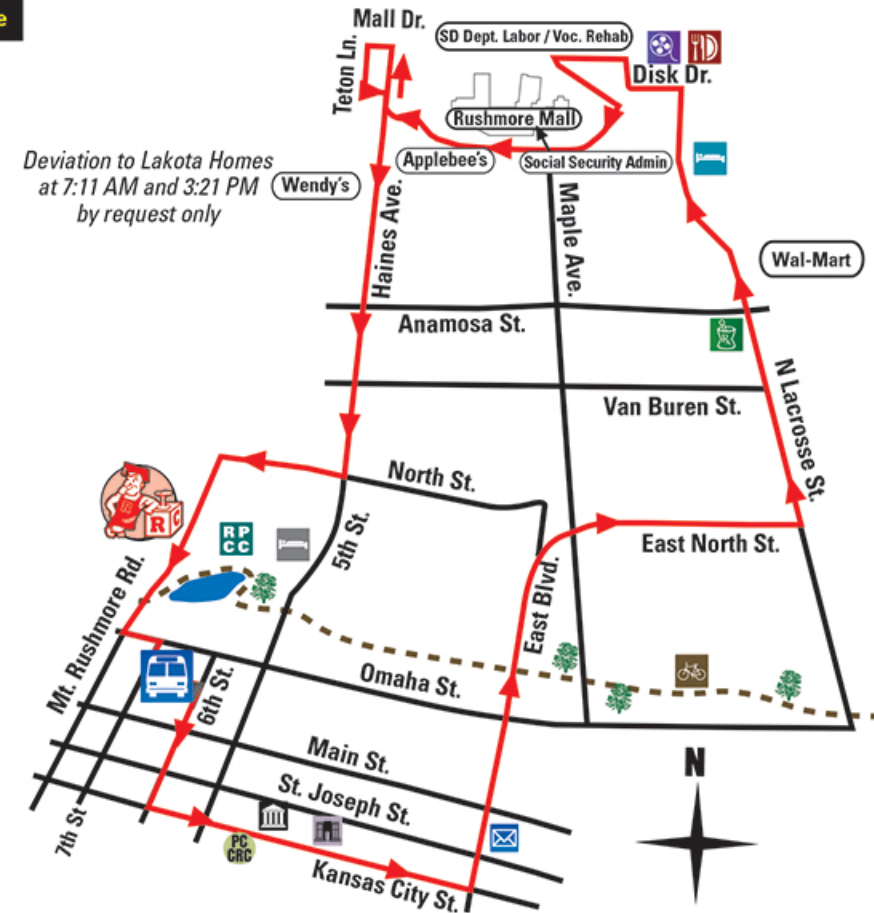 e
Mall Dr.
SD Dept. Labor / Voc. Rehab
Teton Ln.
Disk Dr.
Rushmore Mall
Deviation to Lakota Homes
at 7:11 AM and 3:21 PM
by request only
Wendy's
Applebee's
Social Security Admin
Haines Ave.
Maple Ave.
Wal-Mart
Anamosa St.
R
Van Buren St.
N Lacrosse St.
North St.
R C
RP
CC
5th St.
East North St.
East Blvd.
Mt. Rushmore Rd.
6th St.
Omaha St.
Main St.
St. Joseph St.
7th St
PC
CRC
Kansas City St.
N